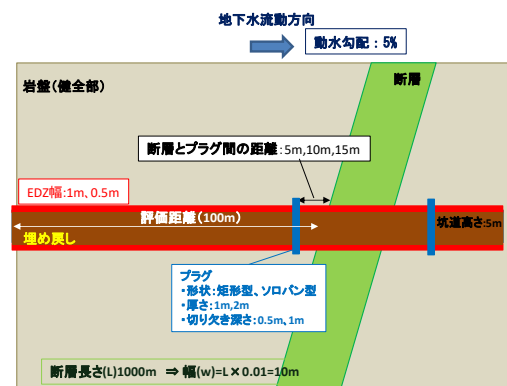 地下水流動方向
動水勾配：5%
岩盤（健全部）
断層
断層とプラグ間の距離：5m,10m,15m
EDZ幅:1m、0.5m
評価距離（100m）
坑道高さ:5m
埋め戻し
プラグ
・形状：矩形型、ソロバン型
・厚さ：1m,2m
・切り欠き深さ：0.5m、1m
断層長さ(L)1000m ⇒ 幅(w)=L×0.01=10m